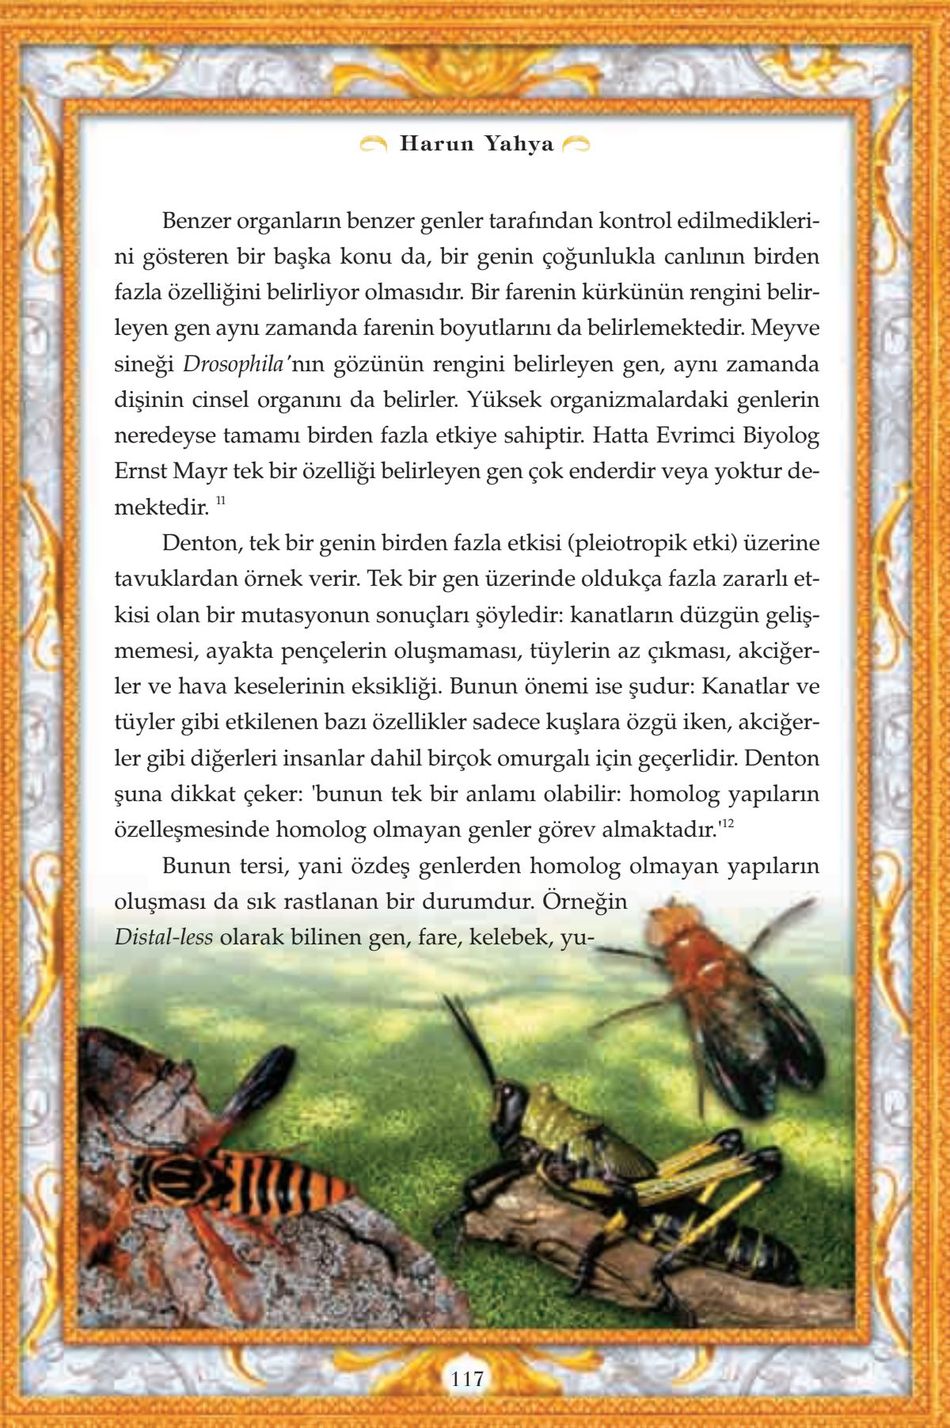 Harun Yahya
Benzer organların benzer genler tarafından kontrol edilmedikleri-
ni gösteren bir başka konu da, bir genin çoğunlukla canlının birden
fazla özelliğini belirliyor olmasıdır. Bir farenin kürkünün rengini belir-
leyen gen aynı zamanda farenin boyutlarını da belirlemektedir. Meyve
sineği Drosophila'nın gözünün rengini belirleyen gen, aynı zamanda
dişinin cinsel organını da belirler. Yüksek organizmalardaki genlerin
neredeyse tamamı birden fazla etkiye sahiptir. Hatta Evrimci Biyolog
Ernst Mayr tek bir özelliği belirleyen gen çok enderdir veya yoktur de-
mektedir. 11
Denton, tek bir genin birden fazla etkisi (pleiotropik etki) üzerine
tavuklardan örnek verir. Tek bir gen üzerinde oldukça fazla zararlı et-
kisi olan bir mutasyonun sonuçları şöyledir: kanatların düzgün geliş-
memesi, ayakta pençelerin oluşmaması, tüylerin az çıkması, akciğer-
ler ve hava keselerinin eksikliği. Bunun önemi ise şudur: Kanatlar ve
tüyler gibi etkilenen bazı özellikler sadece kuşlara özgü iken, akciğer-
ler gibi diğerleri insanlar dahil birçok omurgalı için geçerlidir. Denton
şuna dikkat çeker: 'bunun tek bir anlamı olabilir: homolog yapıların
özelleşmesinde homolog olmayan genler görev almaktadır.'12
Bunun tersi, yani özdeş genlerden homolog olmayan yapıların
oluşması da sık rastlanan bir durumdur. Örneğin
Distal-less olarak bilinen gen, fare, kelebek, yu-
117